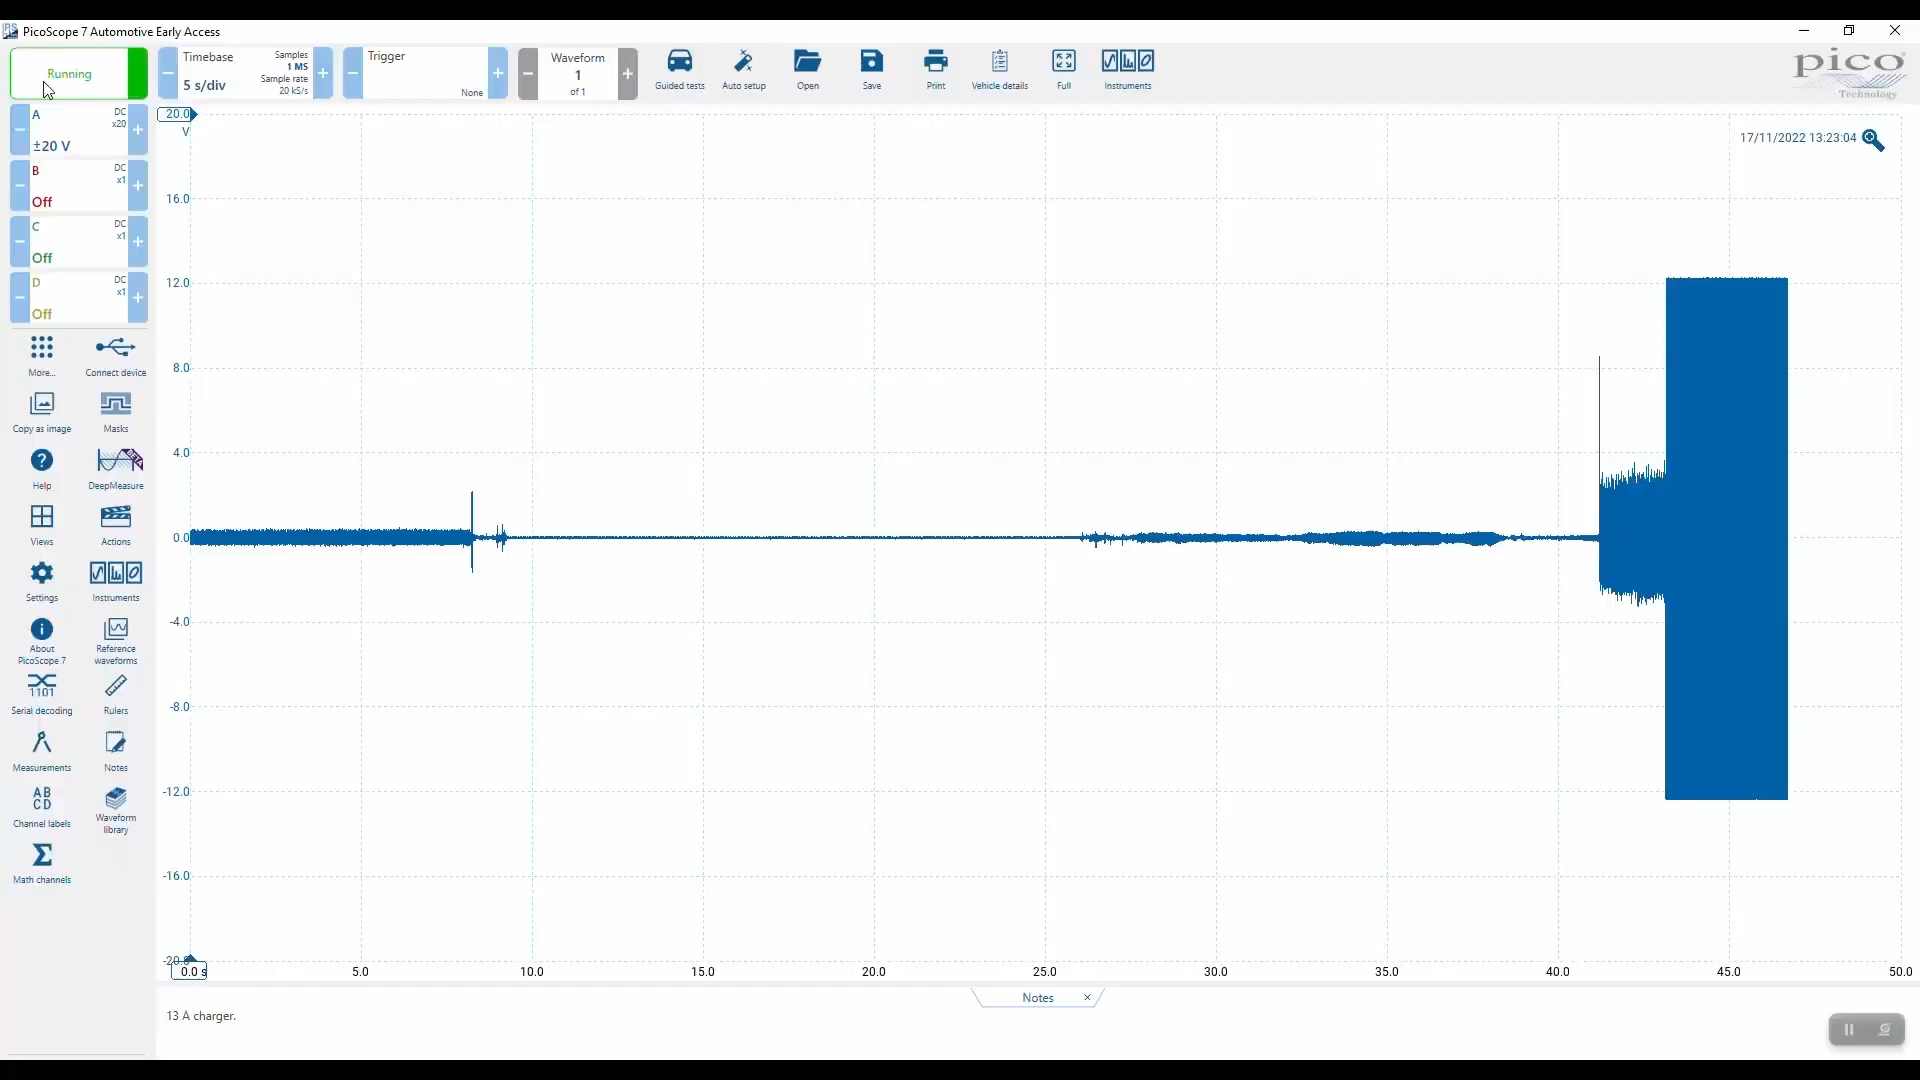 PicoScope 7 Automotive Early Access
Running
Timebase
5 s/div
Samples
1 MS
Sample rate
20 kS/s
Trigger
None
Waveform
1
of 1
Guided tests
Auto setup
Open
Save
Print
Vehicle details
Full
Instruments
pico
Technology
A
DC
x20
±20 V
B
DC
x1
Off
C
DC
x1
Off
D
DC
x1
Off
More...
Connect device
Copy as image
Masks
Help
DeepMeasure
BETA
Views
Actions
Settings
Instruments
About
PicoScope 7
Reference
waveforms
1101
Serial decoding
Rulers
Measurements
Notes
A B
C D
Channel labels
Waveform
library
Math channels
20.0
V
16.0
12.0
8.0
4.0
0.0
-4.0
-8.0
-12.0
-16.0
-20.0
17/11/2022 13:23:04
0.0 s
5.0
10.0
15.0
20.0
25.0
30.0
35.0
40.0
45.0
50.0
Notes
13 A charger.